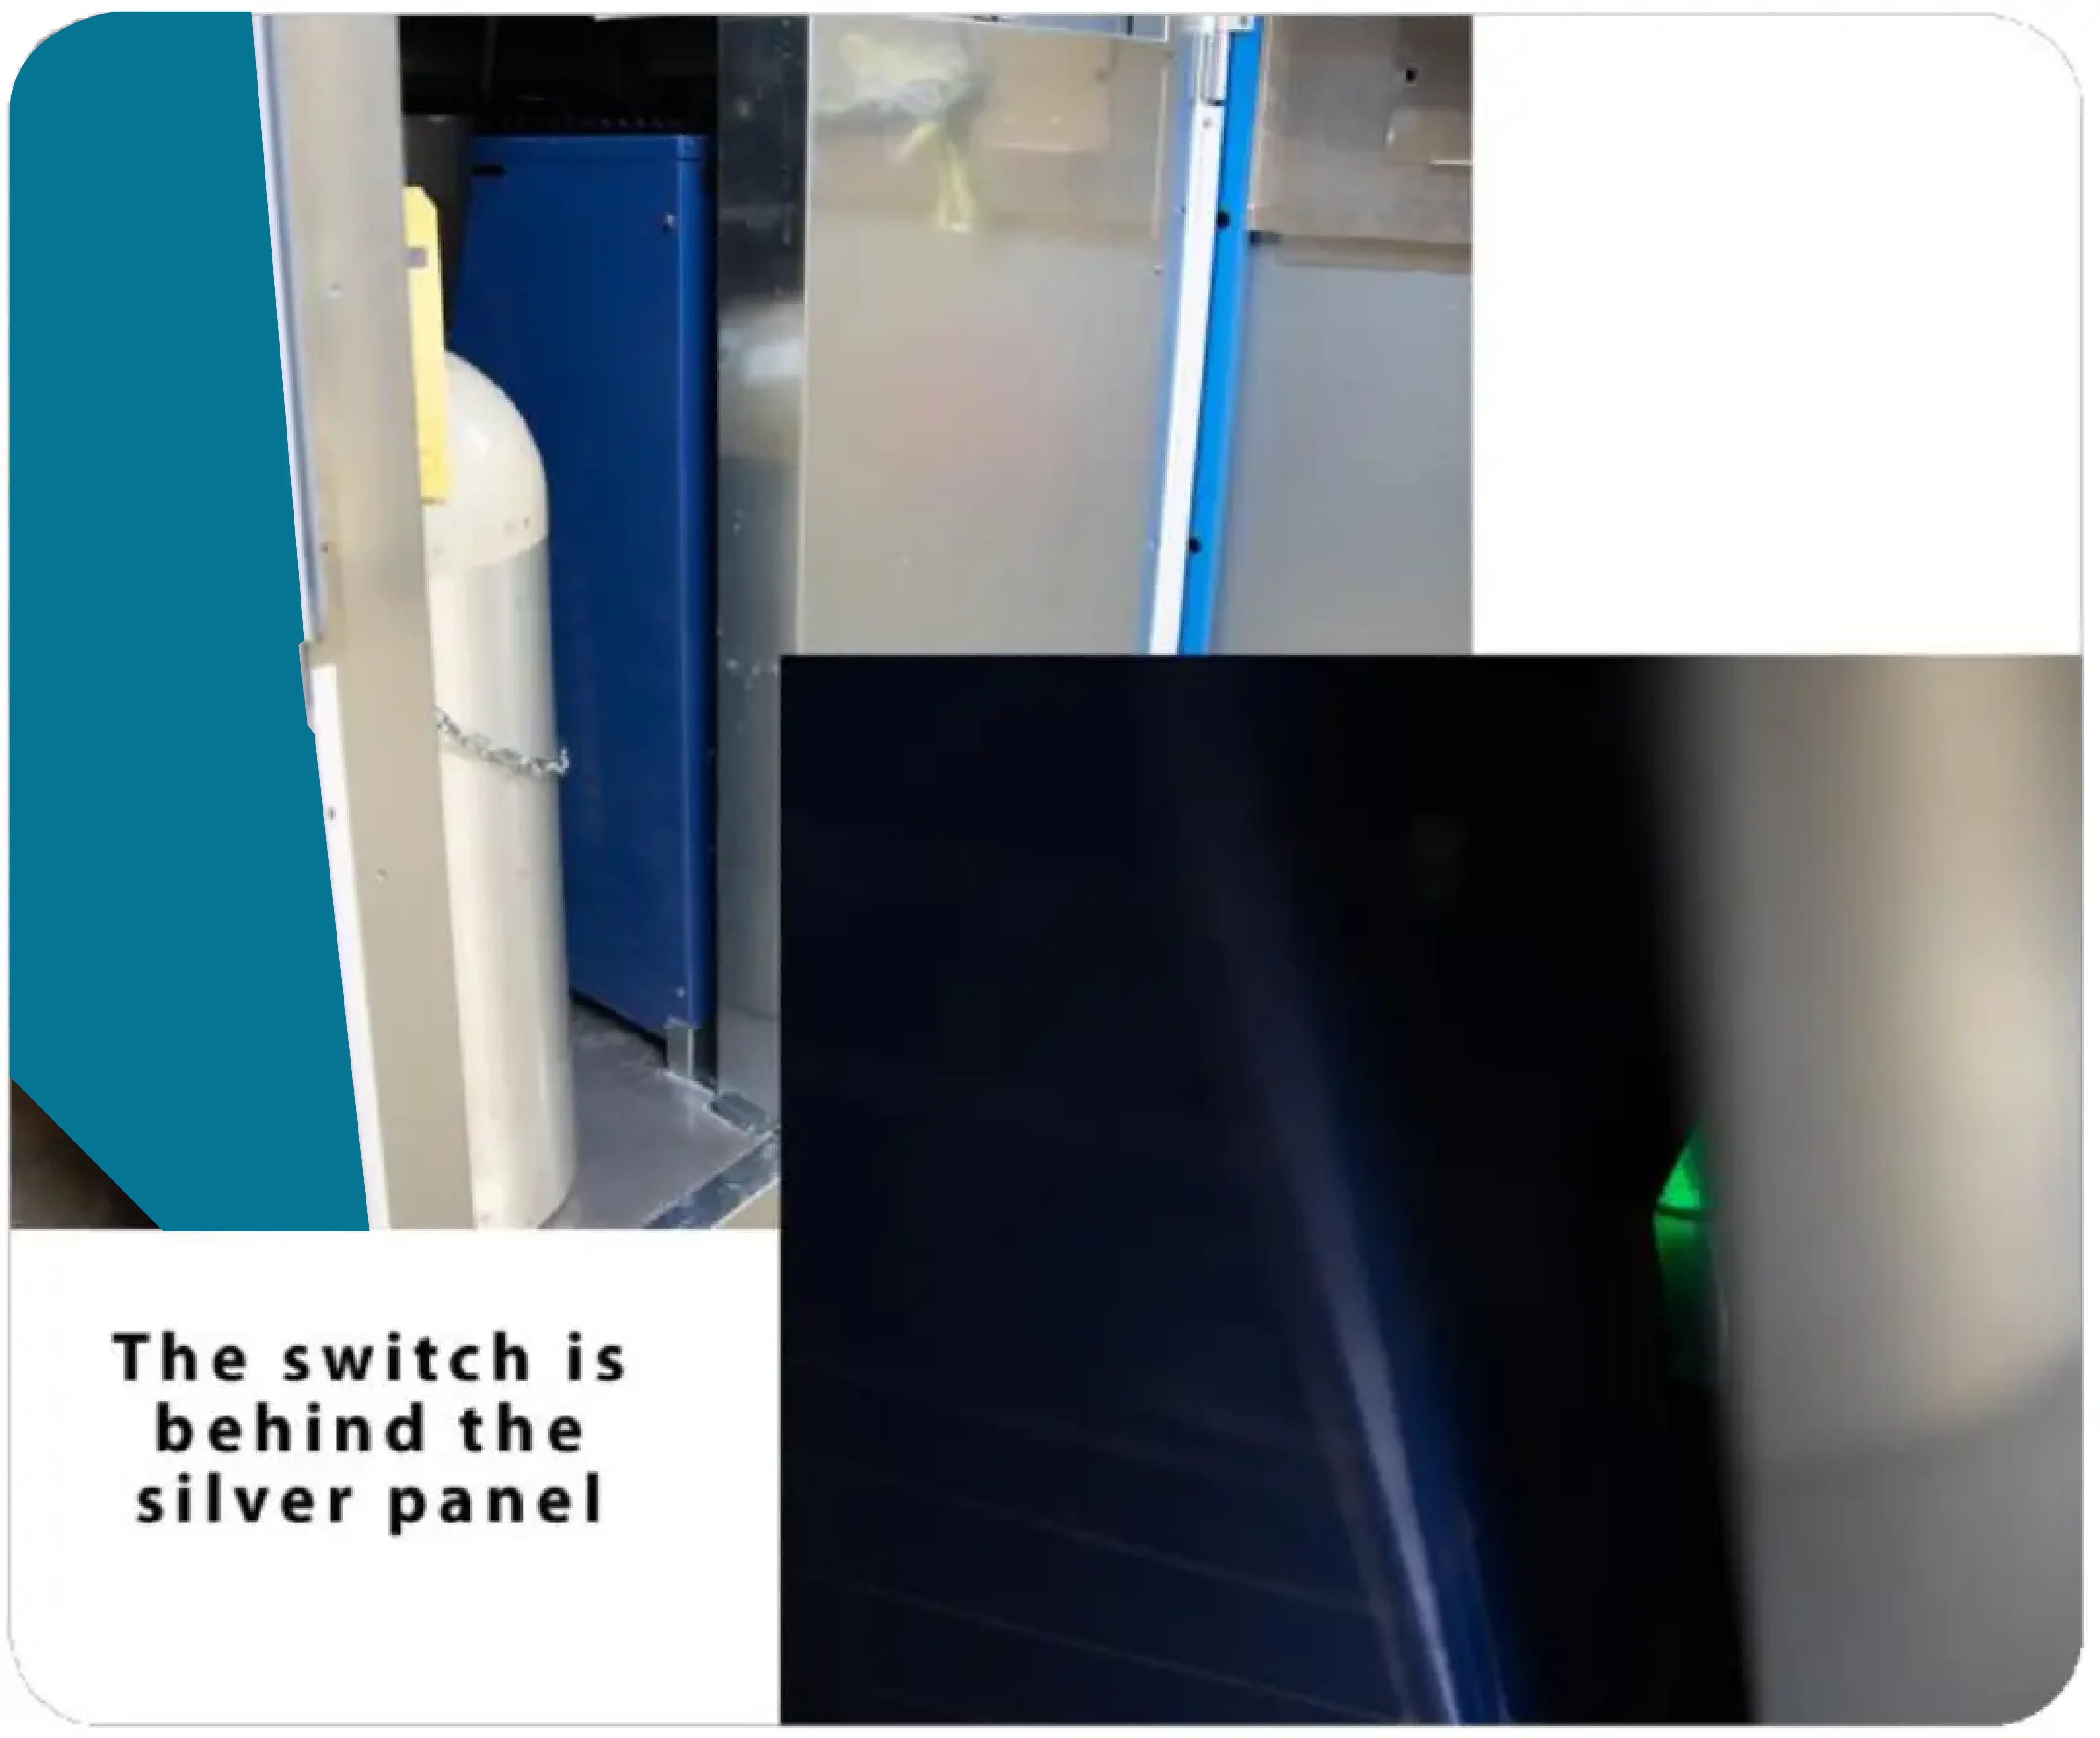 The switch is
behind the
silver panel